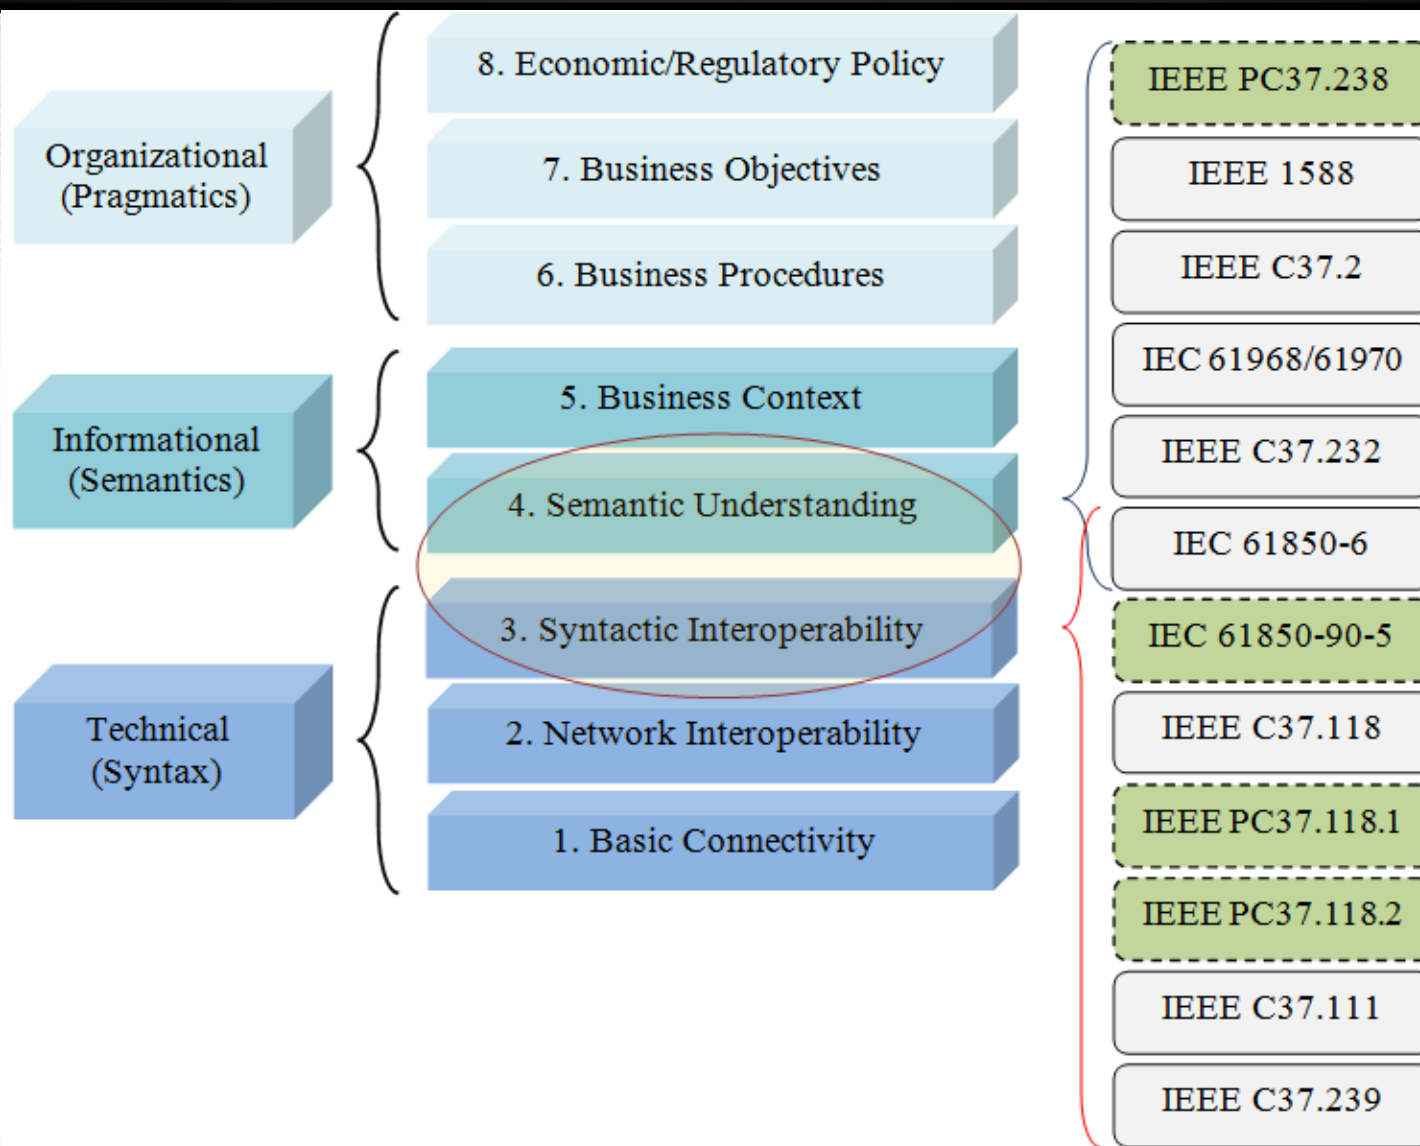 Organizational
(Pragmatics)
Informational
(Semantics)
Technical
(Syntax)
8. Economic/Regulatory Policy
7. Business Objectives
6. Business Procedures
5. Business Context
4. Semantic Understanding
3. Syntactic Interoperability
2. Network Interoperability
1. Basic Connectivity
IEEE PC37.238
IEEE 1588
IEEE C37.2
IEC 61968/61970
IEEE C37.232
IEC 61850-6
IEC 61850-90-5
IEEE C37.118
IEEE PC37.118.1
IEEE PC37.118.2
IEEE C37.111
IEEE C37.239